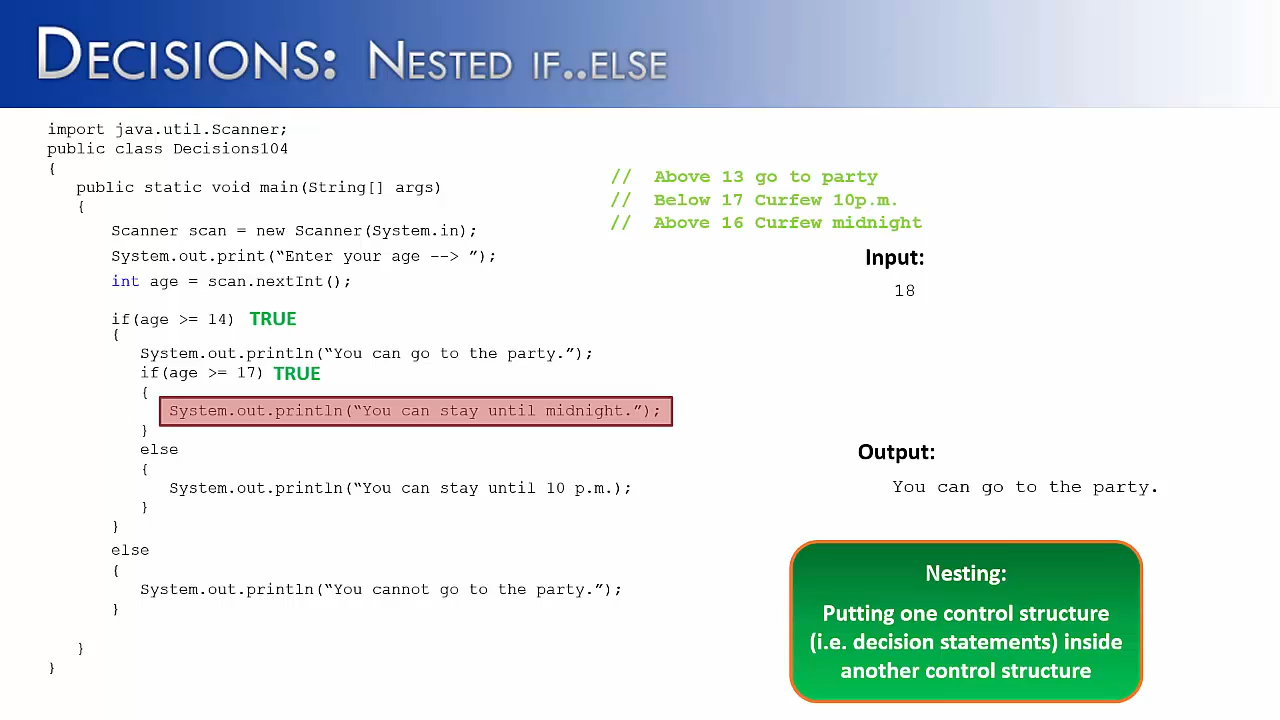 DECISIONS: NESTED IF..ELSE
import java.util.Scanner;
public class Decisions104
{
public static void main(String[] args)
{
Scanner scan = new Scanner(System.in);
System.out.print(“Enter your age --> ”);
int age = scan.nextInt();
if(age >= 14) TRUE
{
System.out.println(“You can go to the party.”);
if(age >= 17) TRUE
{
System.out.println(“You can stay until midnight.”);
}
else
{
System.out.println(“You can stay until 10 p.m.);
}
}
else
{
System.out.println(“You cannot go to the party.”);
}
}
}
// Above 13 go to party
// Below 17 Curfew 10p.m.
// Above 16 Curfew midnight
Input:
18
Output:
You can go to the party.
Nesting:
Putting one control structure
(i.e. decision statements) inside
another control structure